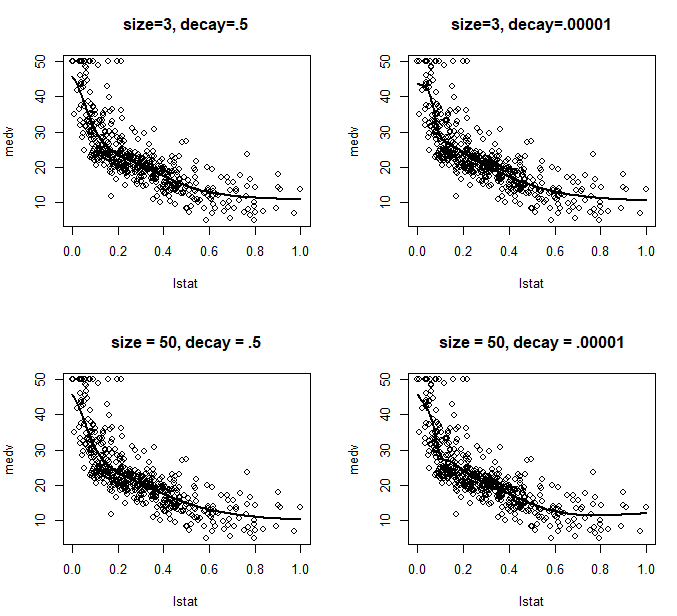 size=3, decay=.5
50
40
30
20
10
medv
0.0 0.2 0.4 0.6 0.8 1.0
lstat
size=3, decay=.00001
50
40
30
20
10
medv
0.0 0.2 0.4 0.6 0.8 1.0
lstat
size = 50, decay = .5
50
40
30
20
10
medv
0.0 0.2 0.4 0.6 0.8 1.0
lstat
size = 50, decay = .00001
50
40
30
20
10
medv
0.0 0.2 0.4 0.6 0.8 1.0
lstat